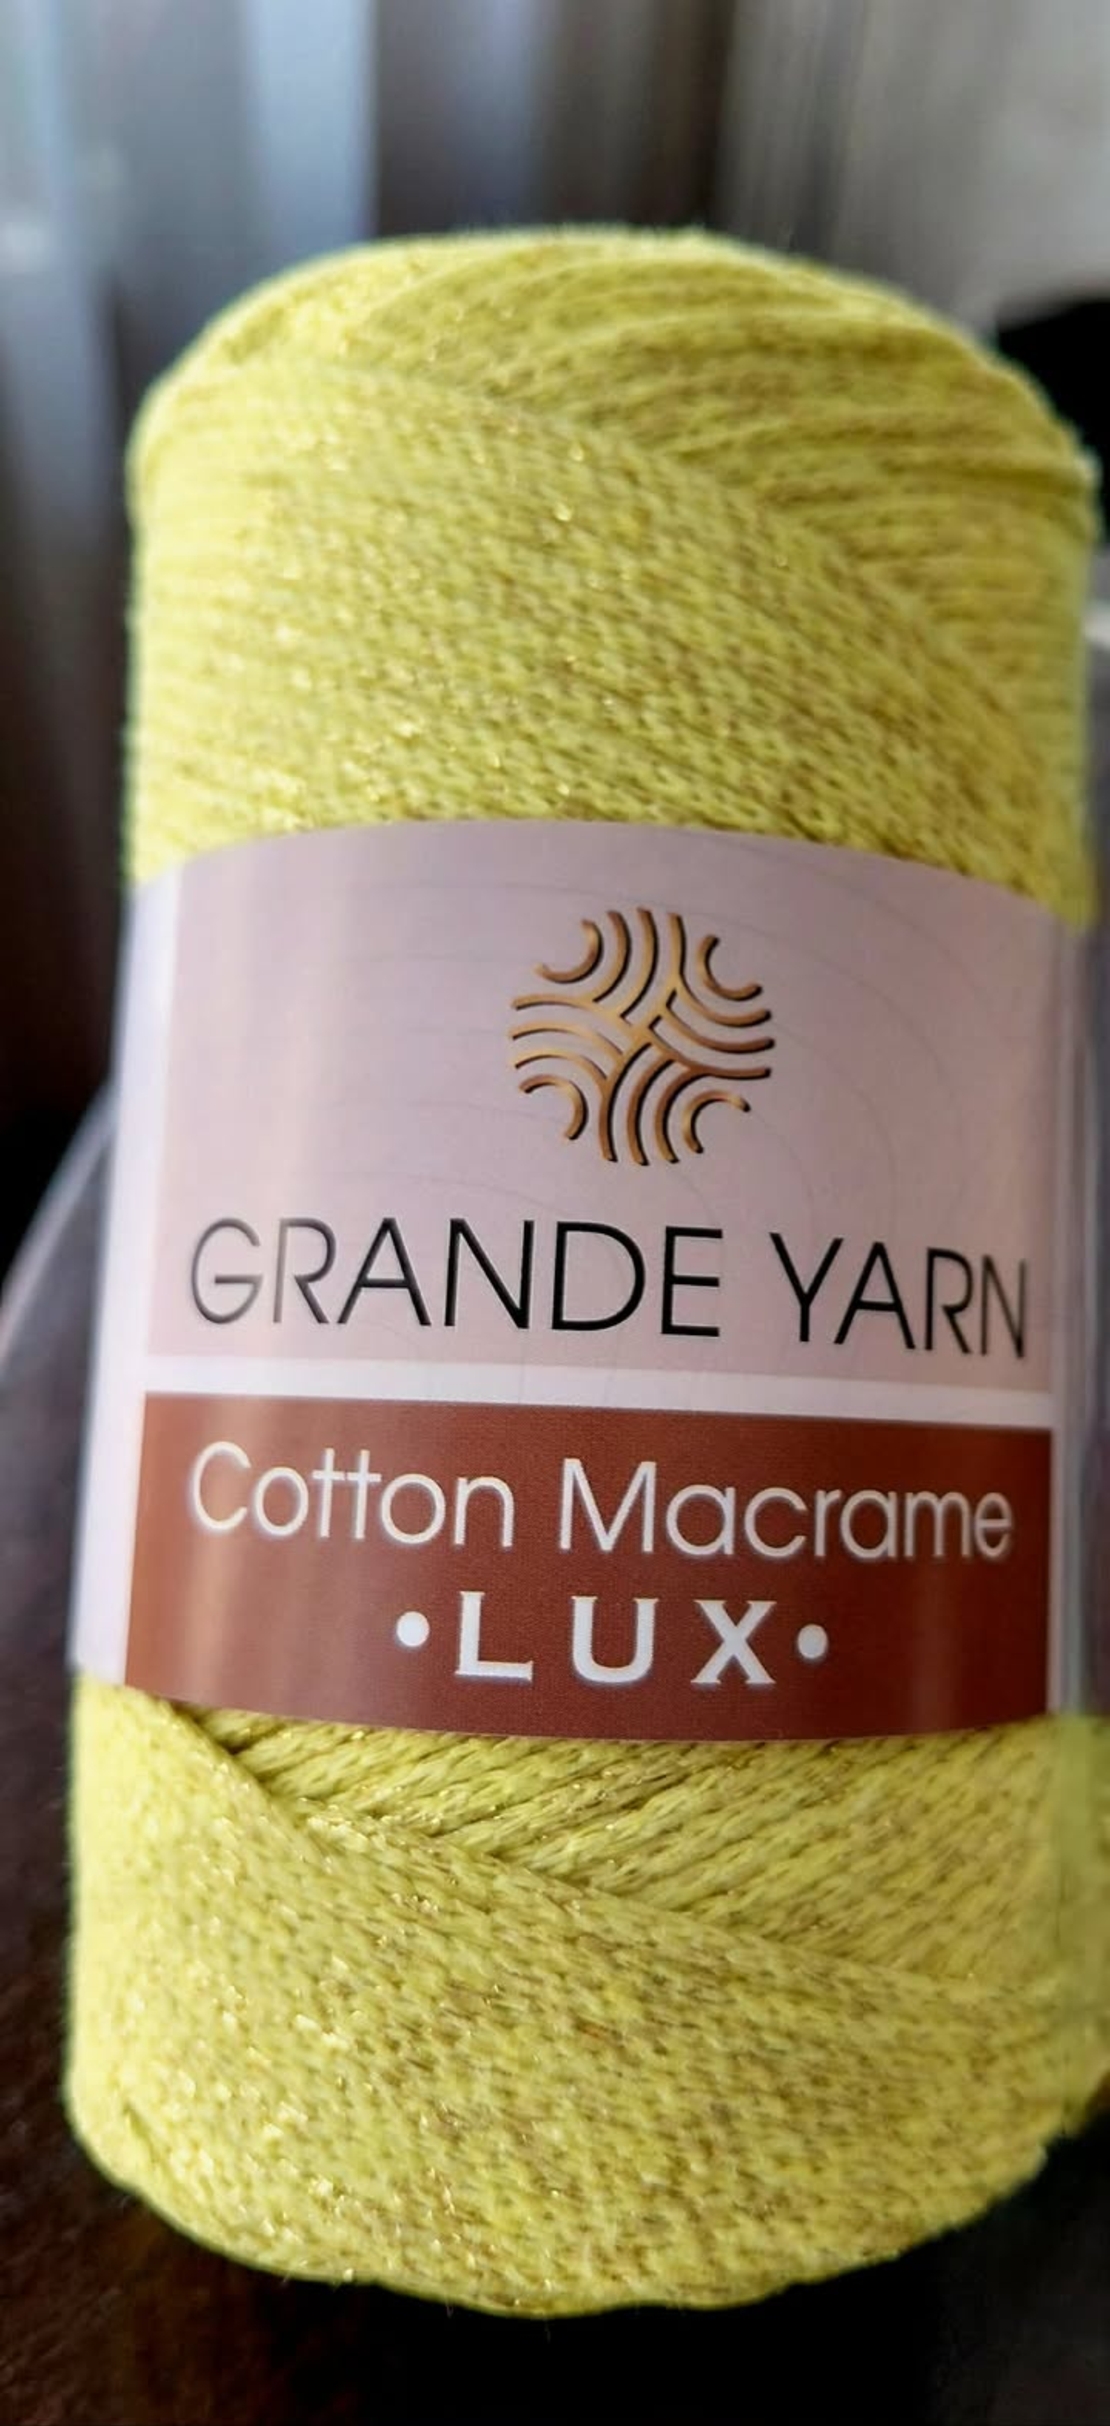 GRANDE YARN
Cotton Macrame
• LUX •